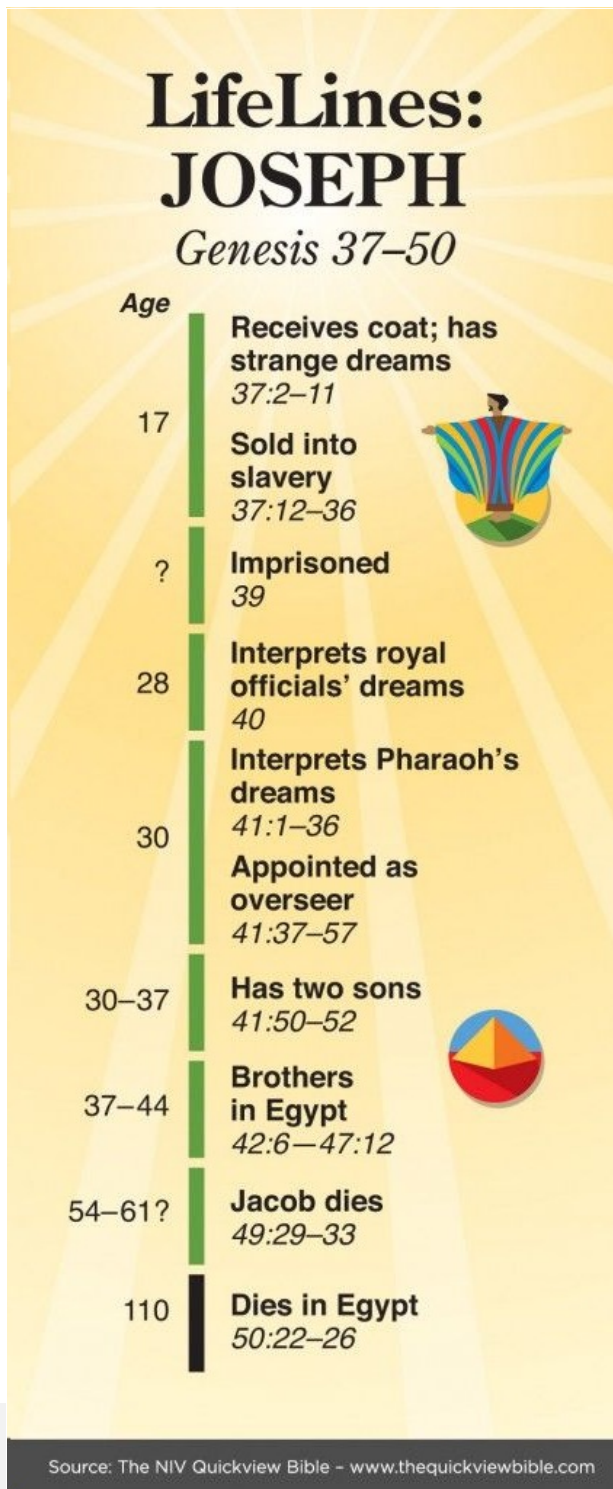 LifeLines:
JOSEPH
Genesis 37–50
Age
17
Receives coat; has
strange dreams
37:2–11
Sold into
slavery
37:12–36
?
Imprisoned
39
28
Interprets royal
officials’ dreams
40
30
Interprets Pharaoh’s
dreams
41:1–36
Appointed as
overseer
41:37–57
30–37
Has two sons
41:50–52
37–44
Brothers
in Egypt
42:6—47:12
54–61?
Jacob dies
49:29–33
110
Dies in Egypt
50:22–26
Source: The NIV Quickview Bible – www.thequickviewbible.com